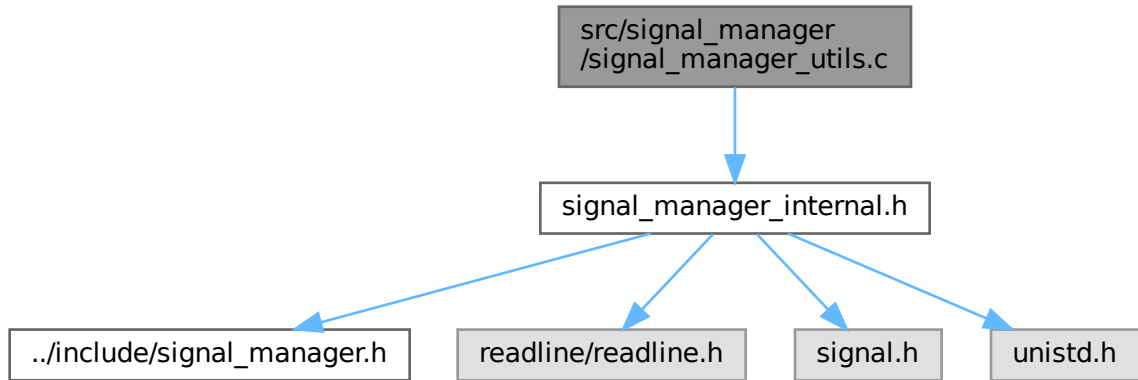 src/signal_manager
/signal_manager_utils.c
signal_manager_internal.h
../include/signal_manager.h
readline/readline.h
signal.h
unistd.h